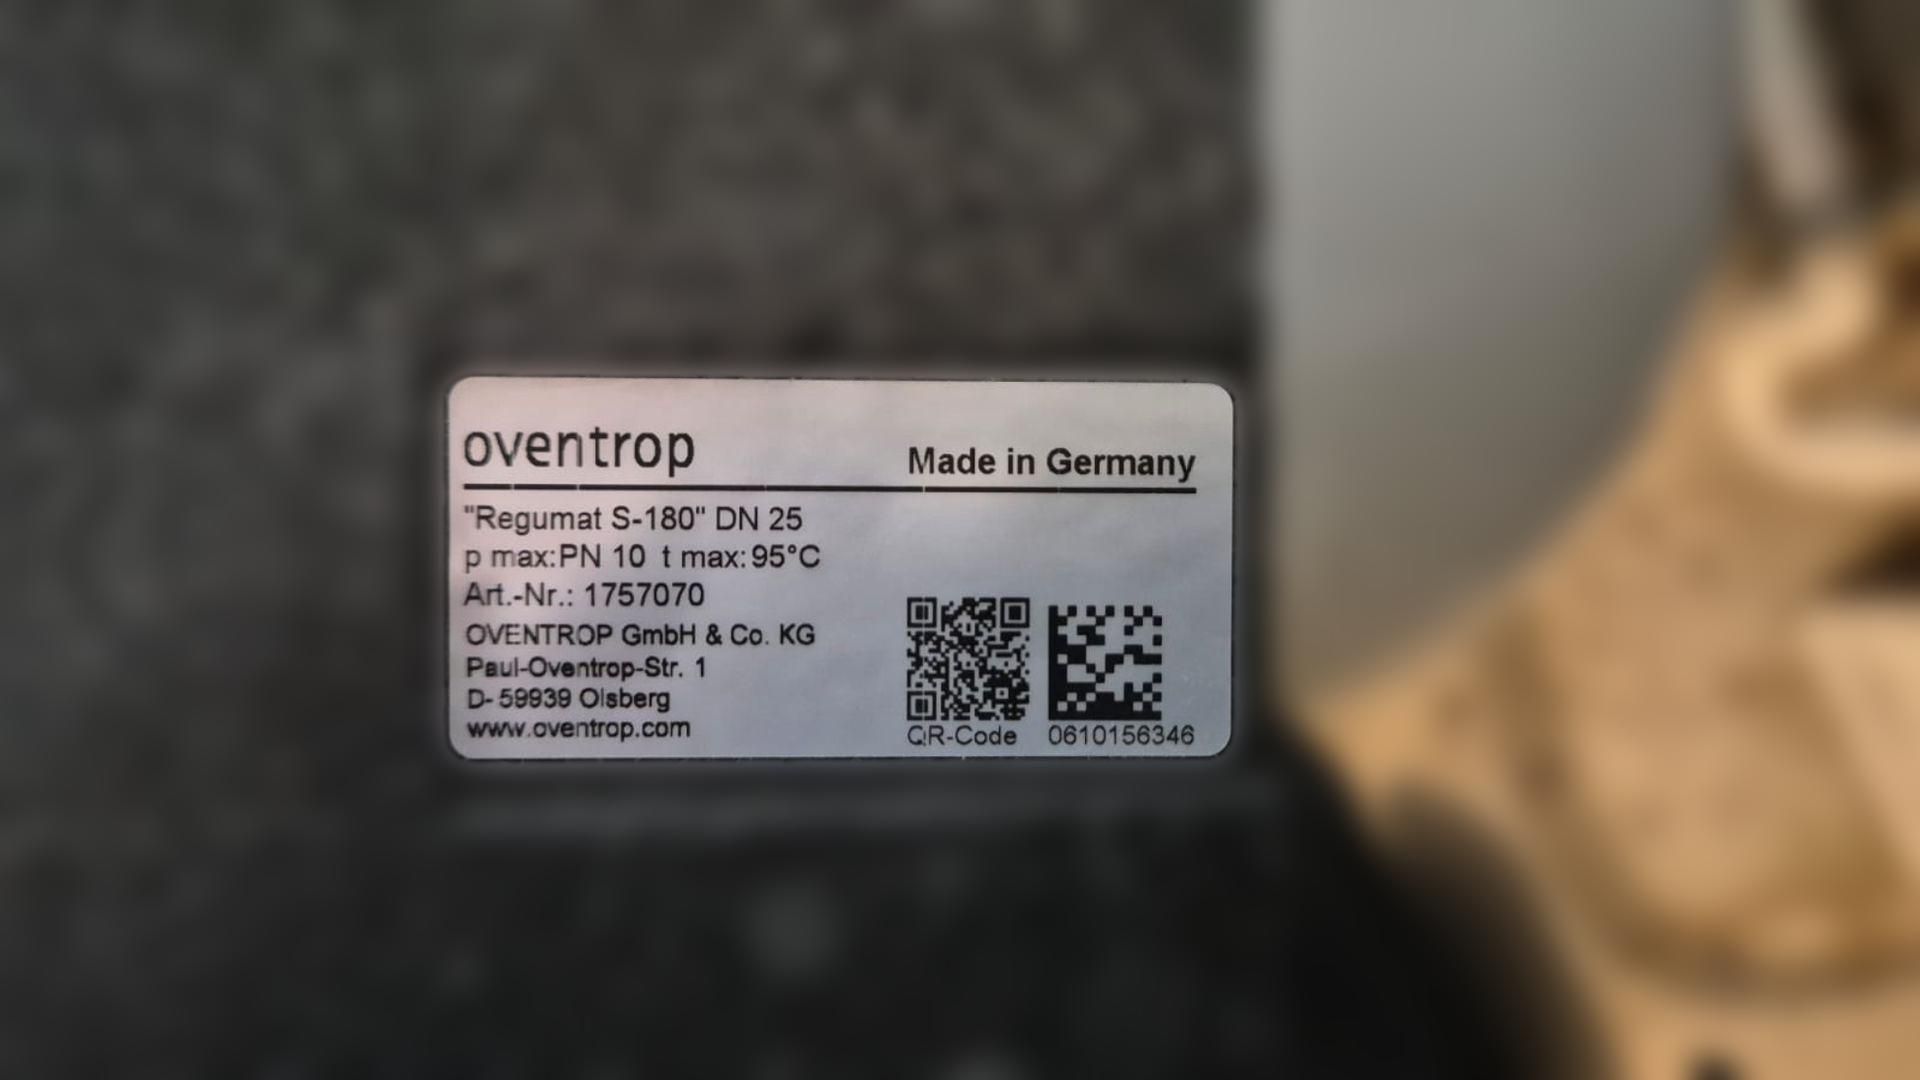 oventrop
Made in Germany
"Regumat S-180" DN 25
p max:PN 10 t max:95°C
Art.-Nr.: 1757070
OVENTROP GmbH & Co. KG
Paul-Oventrop-Str. 1
D- 59939 Olsberg
www.oventrop.com
QR-Code 0610156346